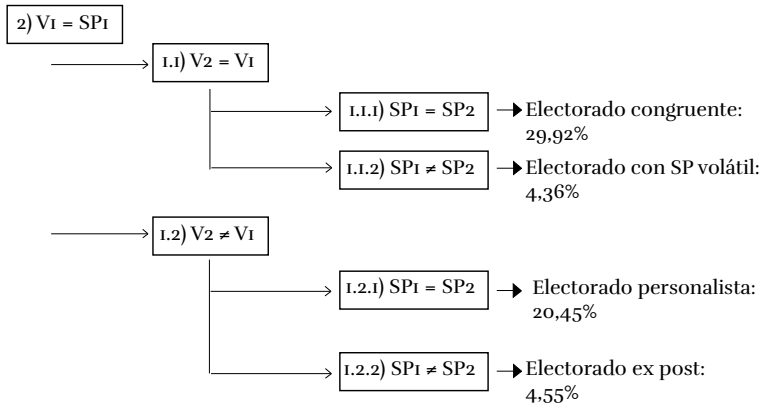 2) V1 = SP1
1.1) V2 = V1
1.1.1) SP1 = SP2
Electorado congruente:
29,92%
1.1.2) SP1 ≠ SP2
Electorado con SP volátil:
4,36%
1.2) V2 ≠ V1
1.2.1) SP1 = SP2
Electorado personalista:
20,45%
1.2.2) SP1 ≠ SP2
Electorado ex post:
4,55%